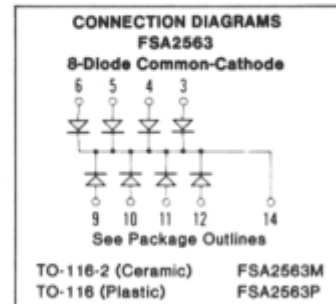 CONNECTION DIAGRAMS
FSA2563
8-Diode Common-Cathode
6 5 4 3
9 10 11 12 14
See Package Outlines
TO-116-2 (Ceramic) FSA2563M
TO-116 (Plastic) FSA2563P